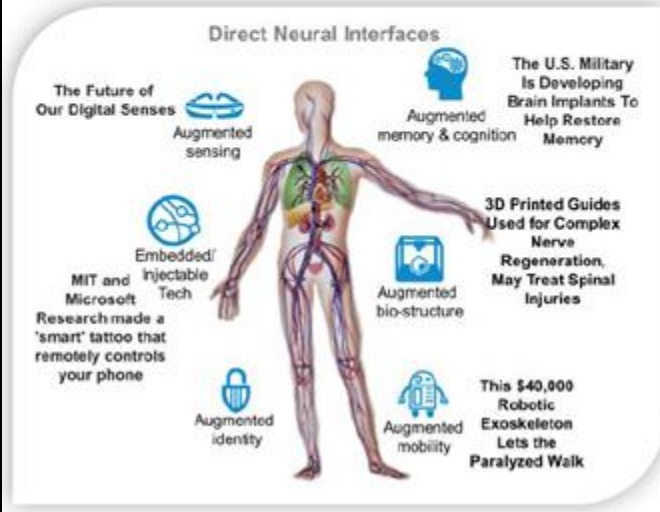 Direct Neural Interfaces
The Future of
Our Digital Senses
Augmented
sensing
Augmented
memory & cognition
The U.S. Military
Is Developing
Brain Implants To
Help Restore
Memory
Embedded/
Injectable
Tech
MIT and
Microsoft
Research made a
'smart' tattoo that
remotely controls
your phone
Augmented
bio-structure
3D Printed Guides
Used for Complex
Nerve
Regeneration,
May Treat Spinal
Injuries
Augmented
identity
Augmented
mobility
This $40,000
Robotic
Exoskeleton
Lets the
Paralyzed Walk